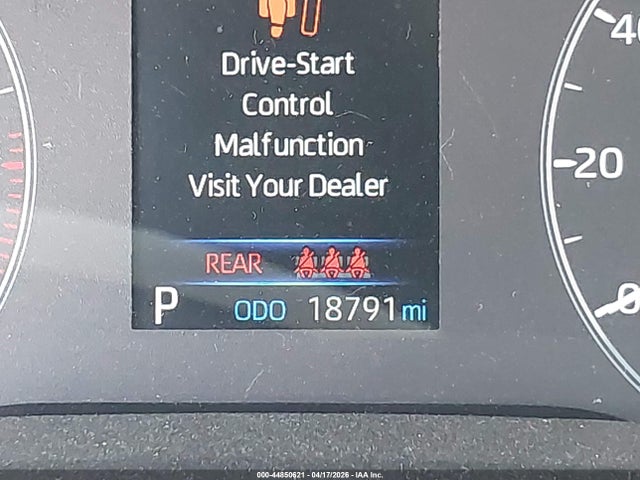 Drive-Start
Control
Malfunction
Visit Your Dealer
REAR
P ODO 18791 mi
40
20
0
000-44850621 - 04/17/2026 - IAA Inc.